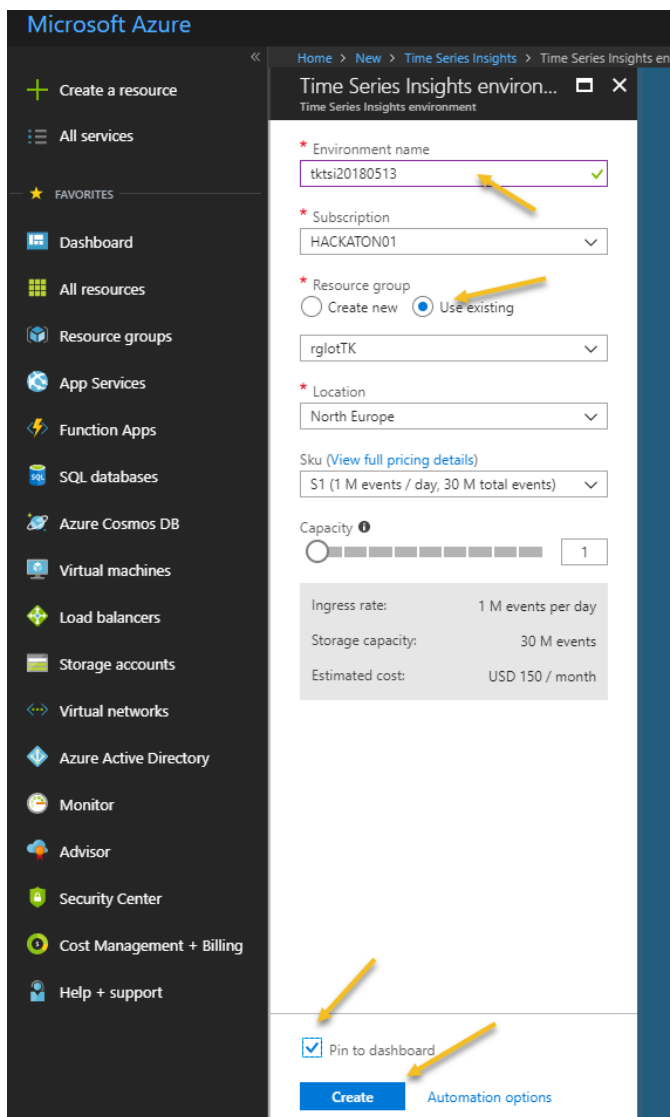 Microsoft Azure
«
Create a resource
All services
FAVORITES
Dashboard
All resources
Resource groups
App Services
Function Apps
SQL databases
Azure Cosmos DB
Virtual machines
Load balancers
Storage accounts
Virtual networks
Azure Active Directory
Monitor
Advisor
Security Center
Cost Management + Billing
Help + support
Home > New > Time Series Insights > Time Series Insights en
Time Series Insights environ...
Time Series Insights environment
* Environment name
tktsi20180513
* Subscription
HACKATON01
* Resource group
Create new Use existing
rgIotTK
* Location
North Europe
Sku (View full pricing details)
S1 (1 M events / day, 30 M total events)
Capacity
1
Ingress rate: 1 M events per day
Storage capacity: 30 M events
Estimated cost: USD 150 / month
Pin to dashboard
Create Automation options